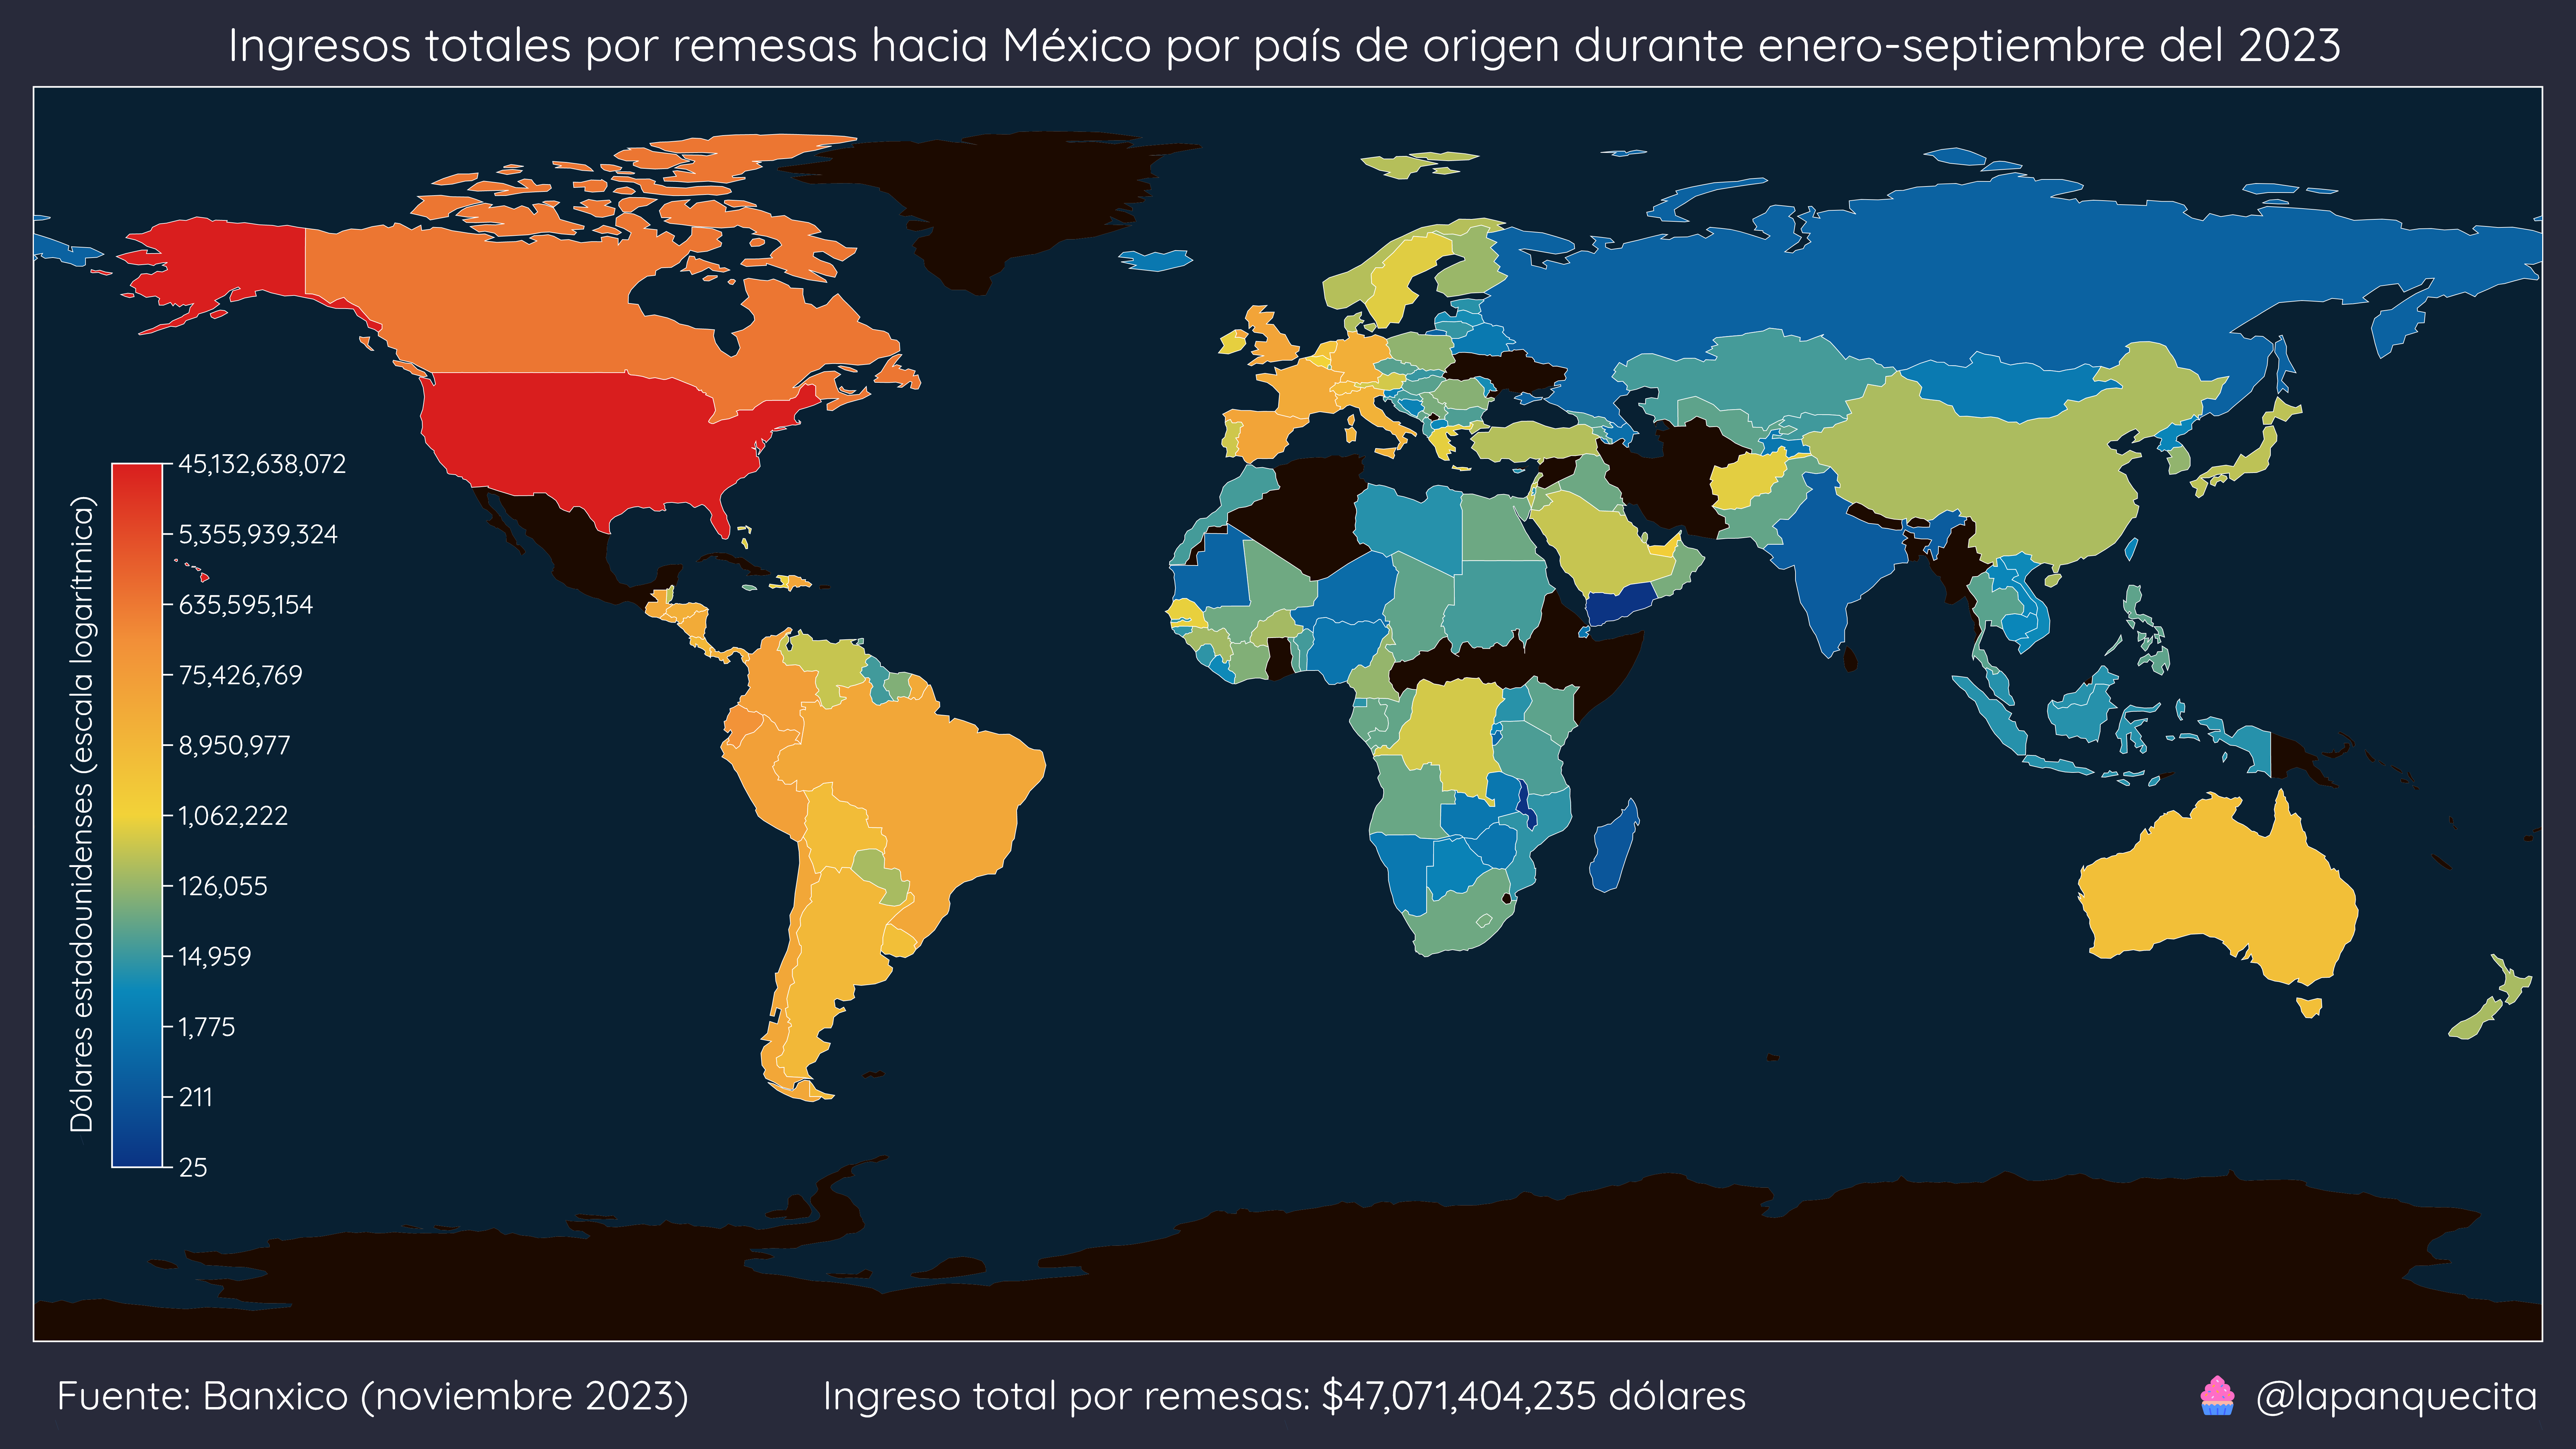 Ingresos totales por remesas hacia México por país de origen durante enero-septiembre del 2023
Dólares estadounidenses (escala logarítmica)
45,132,638,072
5,355,939,324
635,595,154
75,426,769
8,950,977
1,062,222
126,055
14,959
1,775
211
25
Fuente: Banxico (noviembre 2023)
Ingreso total por remesas: $47,071,404,235 dólares
@lapanquecita